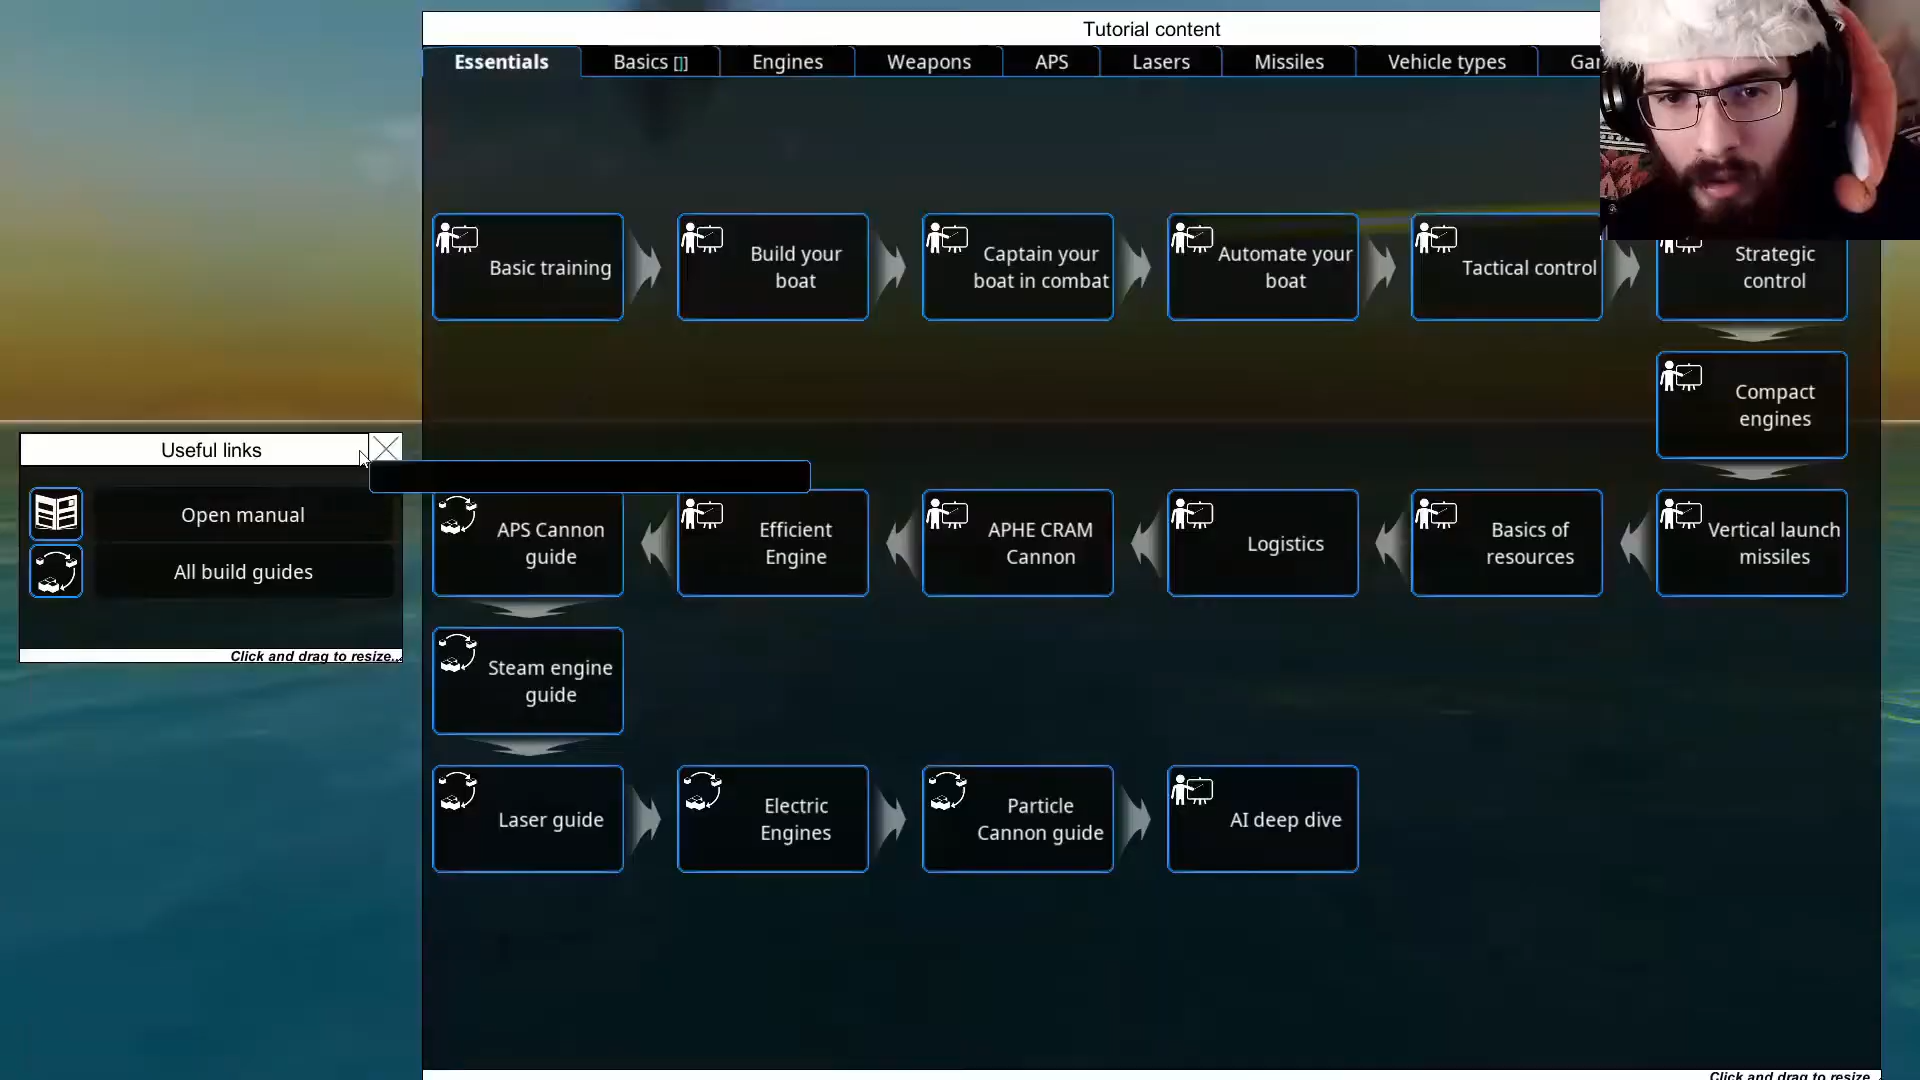 Tutorial content
Essentials
Basics []
Engines
Weapons
APS
Lasers
Missiles
Vehicle types
Basic training
Build your
boat
Captain your
boat in combat
Automate your
boat
Tactical control
Strategic
control
Compact
engines
Useful links
Open manual
All build guides
Click and drag to resize..
APS Cannon
guide
Efficient
Engine
APHE CRAM
Cannon
Logistics
Basics of
resources
Vertical launch
missiles
Steam engine
guide
Laser guide
Electric
Engines
Particle
Cannon guide
AI deep dive
Click and drag to resize